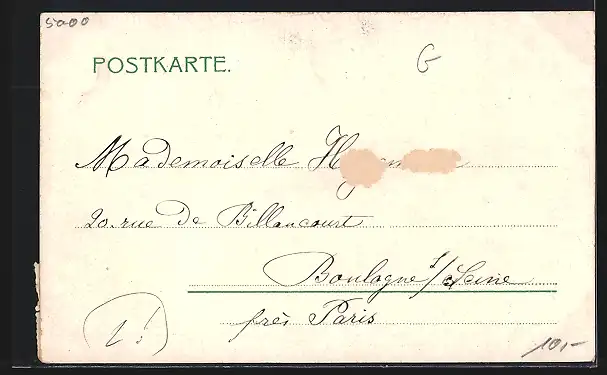 5000
POSTKARTE.
G
Mademoiselle
20. rue De Billancourt
Boulogne s/Seine
près Paris
10,-